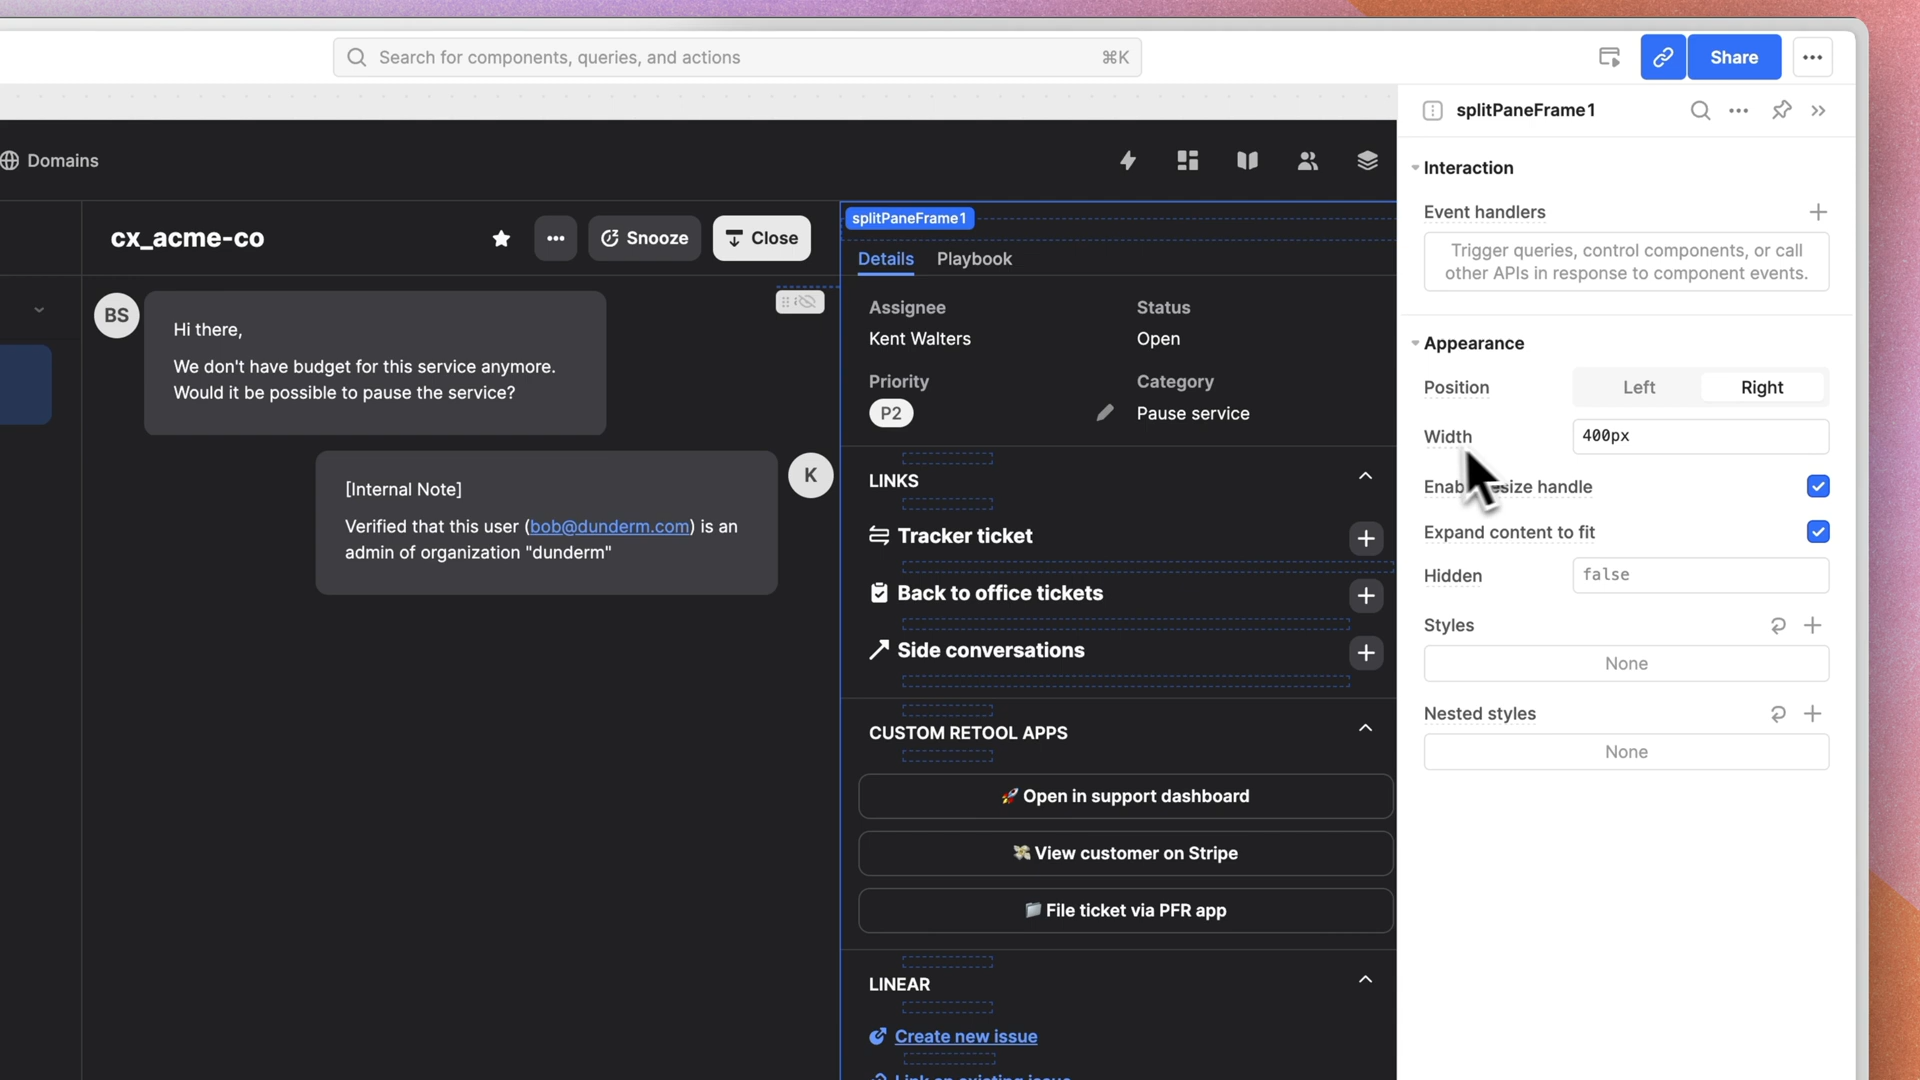 Search for components, queries, and actions
⌘K
Share
splitPaneFrame1
Domains
cx_acme-co
Snooze
Close
BS
Hi there,
We don't have budget for this service anymore.
Would it be possible to pause the service?
[Internal Note]
Verified that this user (bob@dunderm.com) is an
admin of organization "dunderm"
K
splitPaneFrame1
Details
Playbook
Assignee
Status
Kent Walters
Open
Priority
Category
P2
Pause service
LINKS
Tracker ticket
Back to office tickets
Side conversations
CUSTOM RETOOL APPS
🚀 Open in support dashboard
💸 View customer on Stripe
📁 File ticket via PFR app
LINEAR
Create new issue
Interaction
Event handlers
Trigger queries, control components, or call
other APIs in response to component events.
Appearance
Position
Left
Right
Width
400px
handle
Expand content to fit
Hidden
false
Styles
None
Nested styles
None